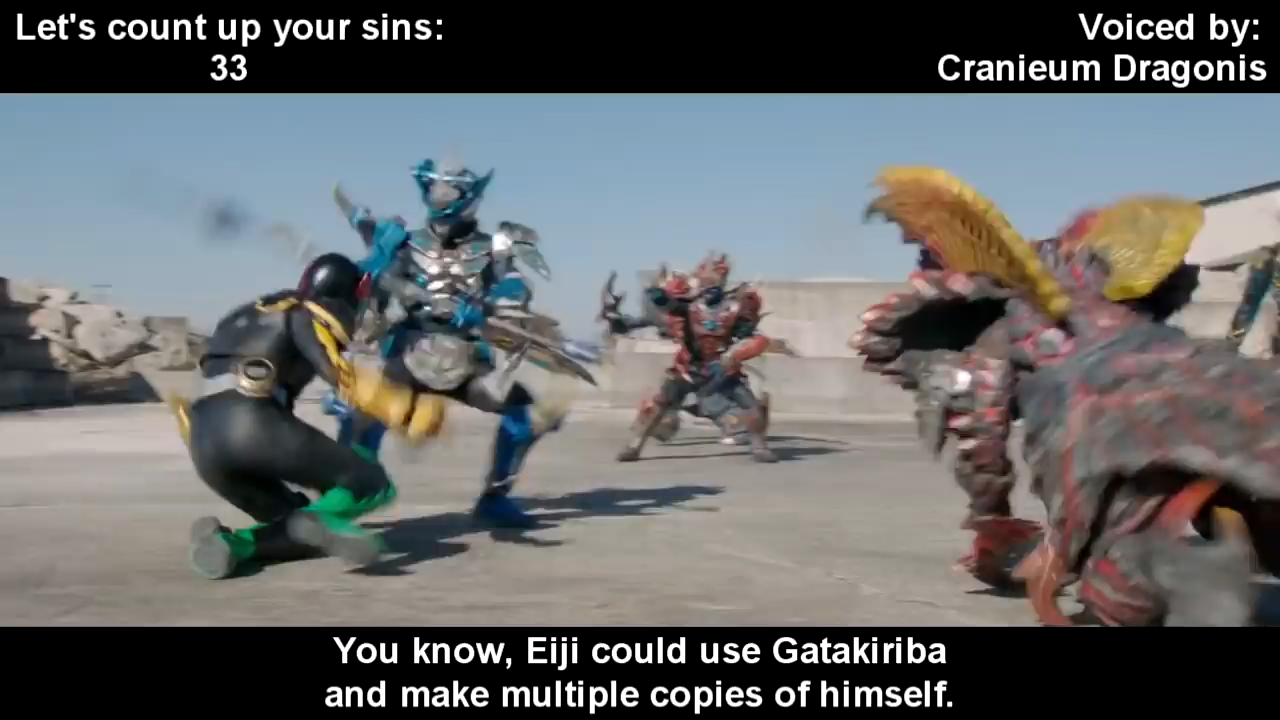 Let's count up your sins:
33
Voiced by:
Cranieum Dragonis
You know, Eiji could use Gatakiriba
and make multiple copies of himself.